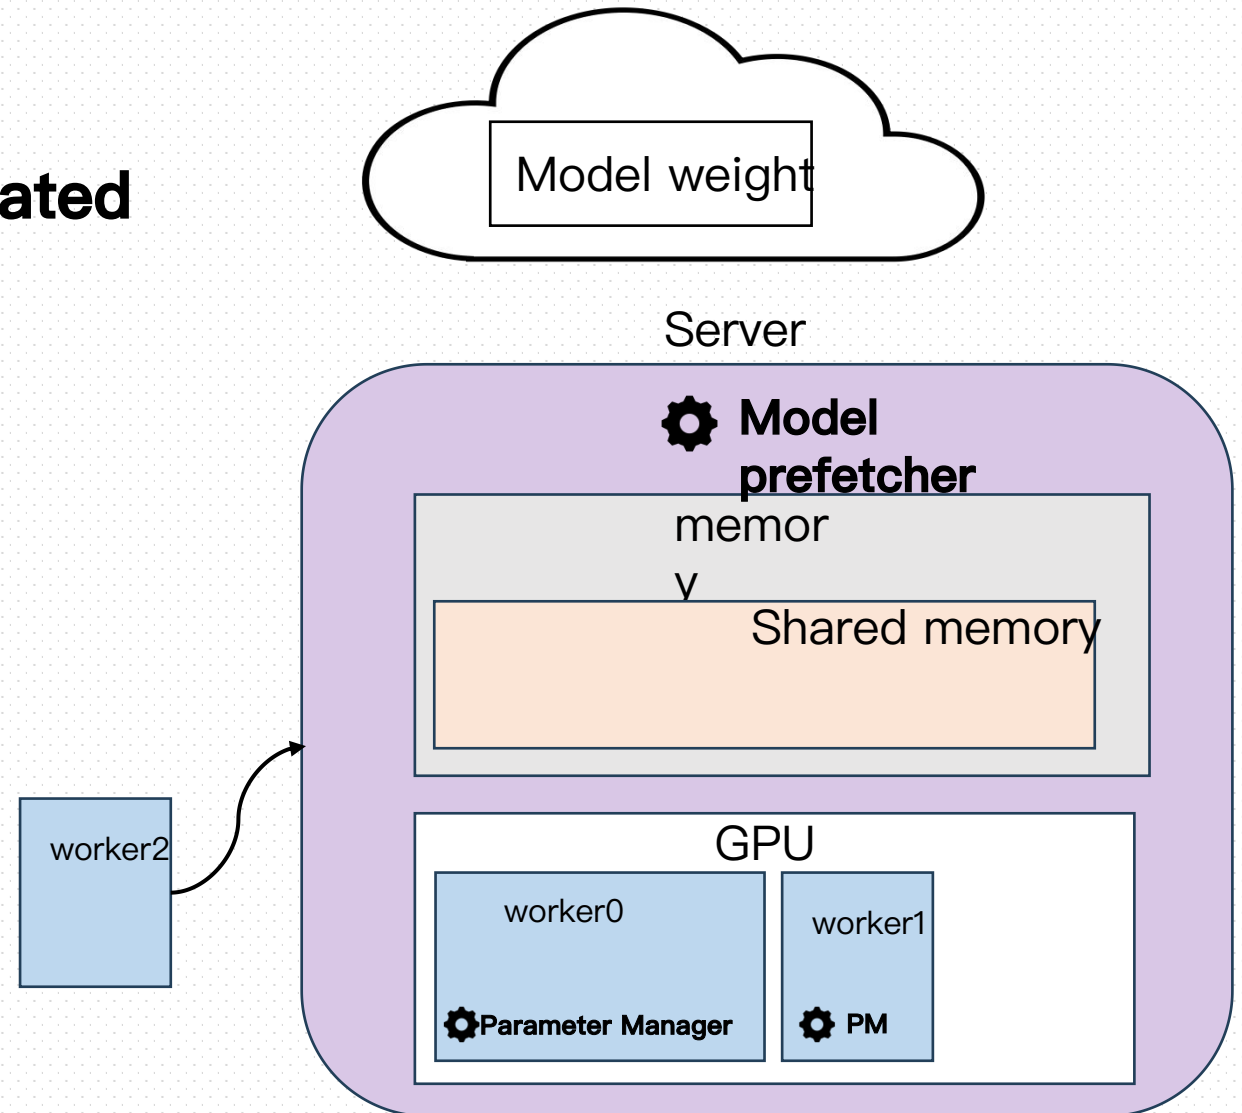 Model weight
ated
Server
Model
prefetcher
memor
y
Shared memory
GPU
worker2
worker0
worker1
Parameter Manager
PM